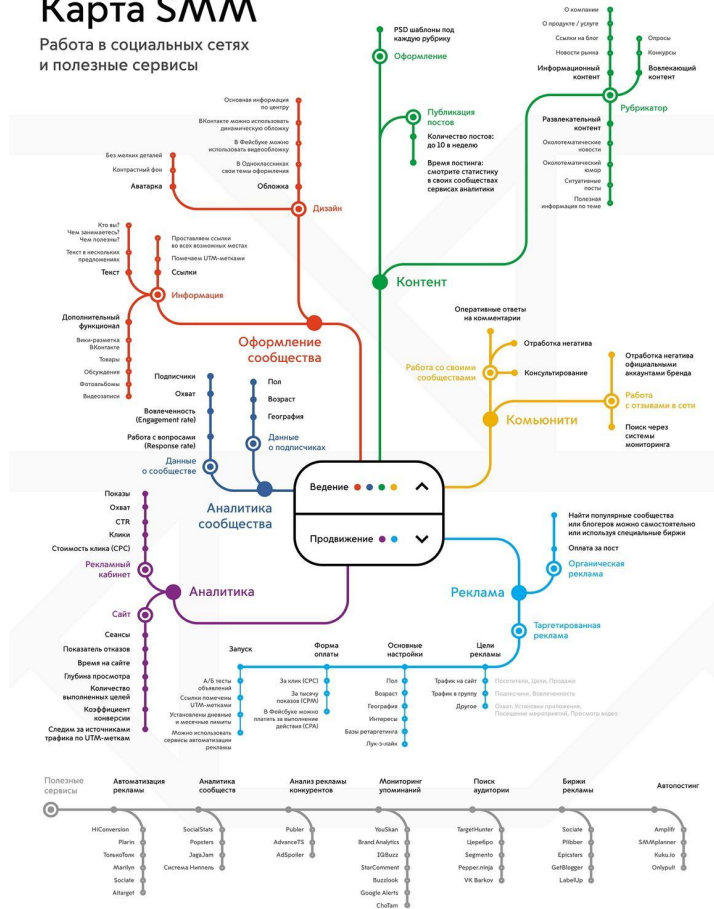 Карта SMM
Работа в социальных сетях
и полезные сервисы
PSD шаблоны под
каждую рубрику
Оформление
Публикация
постов
Количество постов:
до 10 в неделю
Время постинга:
смотрите статистику
в своих сообществах
сервисах аналитики
О компании
О продукте / услуге
Ссылки на блог
Новости рынка
Информационный
контент
Опросы
Конкурсы
Вовлекающий
контент
Рубрикатор
Развлекательный
контент
Околотематические
новости
Околотематический
юмор
Ситуативные
посты
Полезная
информация по теме
Контент
Основная информация
по центру
ВКонтакте можно использовать
динамическую обложку
В Фейсбуке можно
использовать видеообложку
В Одноклассниках
свои темы оформления
Обложка
Без мелких деталей
Контрастный фон
Аватарка
Дизайн
Кто вы?
Чем занимаетесь?
Чем полезны?
Текст в нескольких
предложениях
Текст
Проставляем ссылки
во всех возможных местах
Помечаем UTM-метками
Ссылки
Информация
Дополнительный
функционал
Вики-разметка
ВКонтакте
Товары
Обсуждения
Фотоальбомы
Видеозаписи
Оформление
сообщества
Оперативные ответы
на комментарии
Отработка негатива
Работа со своими
сообществами
Консультирование
Отработка негатива
официальными
аккаунтами бренда
Работа
с отзывами в сети
Поиск через
системы
мониторинга
Комьюнити
Подписчики
Охват
Вовлеченность
(Engagement rate)
Работа с вопросами
(Response rate)
Данные
о сообществе
Пол
Возраст
География
Данные
о подписчиках
Аналитика
сообщества
Ведение
Продвижение
Показы
Охват
CTR
Клики
Стоимость клика (CPC)
Рекламный
кабинет
Аналитика
Сайт
Сеансы
Показатель отказов
Время на сайте
Глубина просмотра
Количество
выполненных целей
Коэффициент
конверсии
Следим за источниками
трафика по UTM-меткам
Найти популярные сообщества
или блогеров можно самостоятельно
или используя специальные биржи
Оплата за пост
Органическая
реклама
Реклама
Таргетированная
реклама
Запуск
А/Б тесты
объявлений
Ссылки помечены
UTM-метками
Установлены дневные
и месячные лимиты
Можно использовать
сервисы автоматизации
рекламы
Форма
оплаты
За клик (CPC)
За тысячу
показов (CPM)
В Фейсбуке можно
платить за выполнение
действия (CPA)
Основные
настройки
Пол
Возраст
География
Интересы
Базы ретаргетинга
Лук-э-лайк
Цели
рекламы
Трафик на сайт
Посетители, Цели, Продажи
Трафик в группу
Подписчики, Вовлеченность
Другое
Охват, Установки приложения,
Посещение мероприятий, Просмотр видео
Полезные
сервисы
Автоматизация
рекламы
HiConversion
Plarin
ТолькоТолк
Marilyn
Sociate
Aitarget
Аналитика
сообществ
SocialStats
Popsters
JagaJam
Система Ниппель
Анализ рекламы
конкурентов
Publer
AdvanceTS
AdSpoiler
Мониторинг
упоминаний
YouSkan
Brand Analytics
IQBuzz
StarComment
Buzzlook
Google Alerts
ChoTam
Поиск
аудитории
TargetHunter
Церебро
Segmento
Pepper.ninja
VK Barkov
Биржи
рекламы
Sociate
Plibber
Epicstars
GetBlogger
LabelUp
Автопостинг
Amplifr
SMMplanner
Kuku.io
Onlypult